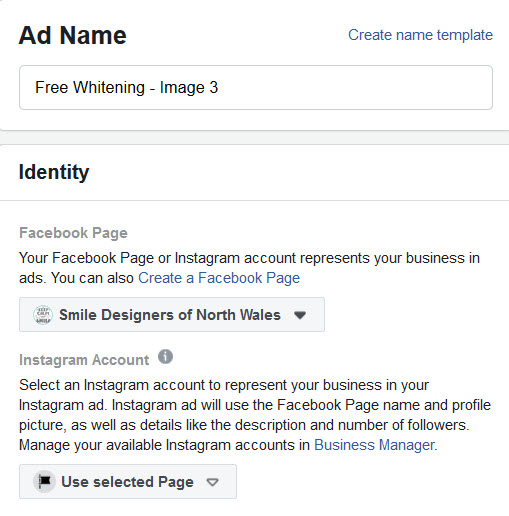 Ad Name
Create name template
Free Whitening - Image 3
Identity
Facebook Page
Your Facebook Page or Instagram account represents your business in
ads. You can also Create a Facebook Page
Smile Designers of North Wales
Instagram Account
Select an Instagram account to represent your business in your
Instagram ad. Instagram ad will use the Facebook Page name and profile
picture, as well as details like the description and number of followers.
Manage your available Instagram accounts in Business Manager.
Use selected Page